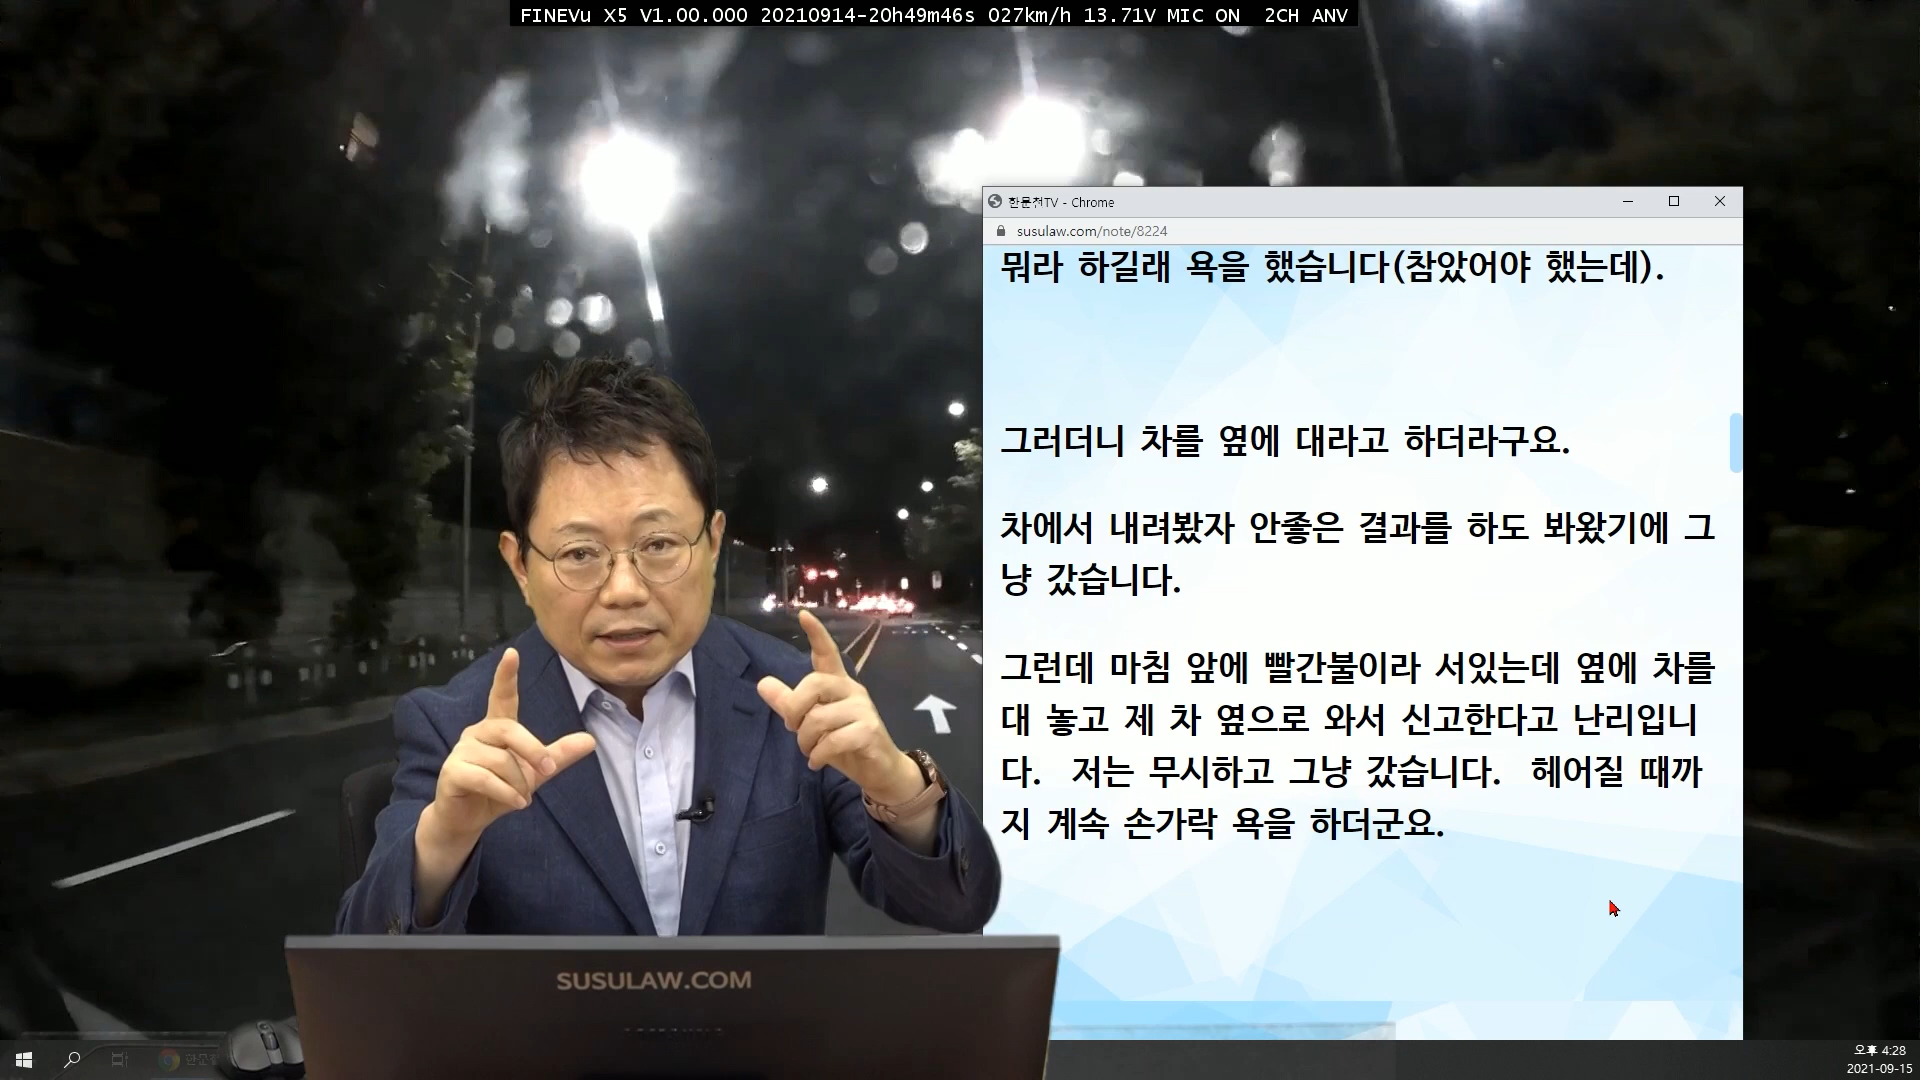 FINEVu X5 V1.00.000 20210914-20h49m46s 027km/h 13.71V MIC ON 2CH ANV
한문철TV - Chrome
susulaw.com/note/8224
뭐라 하길래 욕을 했습니다(참았어야 했는데).
그러더니 차를 옆에 대라고 하더라구요.
차에서 내려봤자 안좋은 결과를 하도 봐왔기에 그
냥 갔습니다.
그런데 마침 앞에 빨간불이라 서있는데 옆에 차를
대 놓고 제 차 옆으로 와서 신고한다고 난리입니
다. 저는 무시하고 그냥 갔습니다. 헤어질 때까
지 계속 손가락 욕을 하더군요.
SUSULAW.COM
오후 4:28
2021-09-15